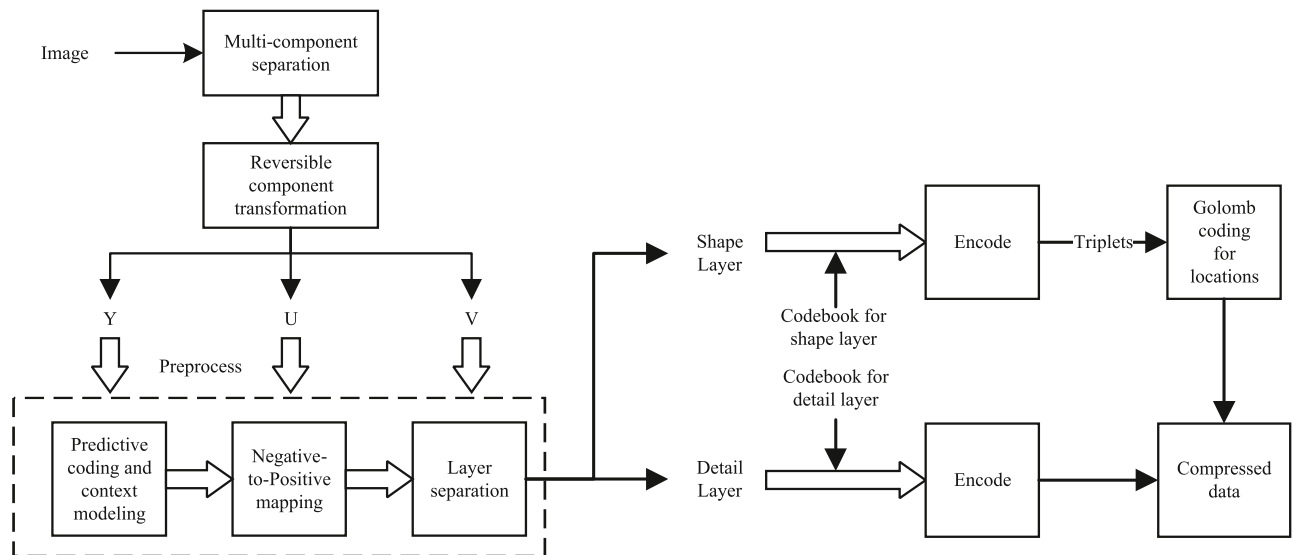 Image
Multi-component
separation
Reversible
component
transformation
Y
U
V
Preprocess
Predictive
coding and
context
modeling
Negative-
to-Positive
mapping
Layer
separation
Shape
Layer
Codebook for
shape layer
Encode
Triplets
Golomb
coding
for
locations
Detail
Layer
Codebook for
detail layer
Encode
Compressed
data